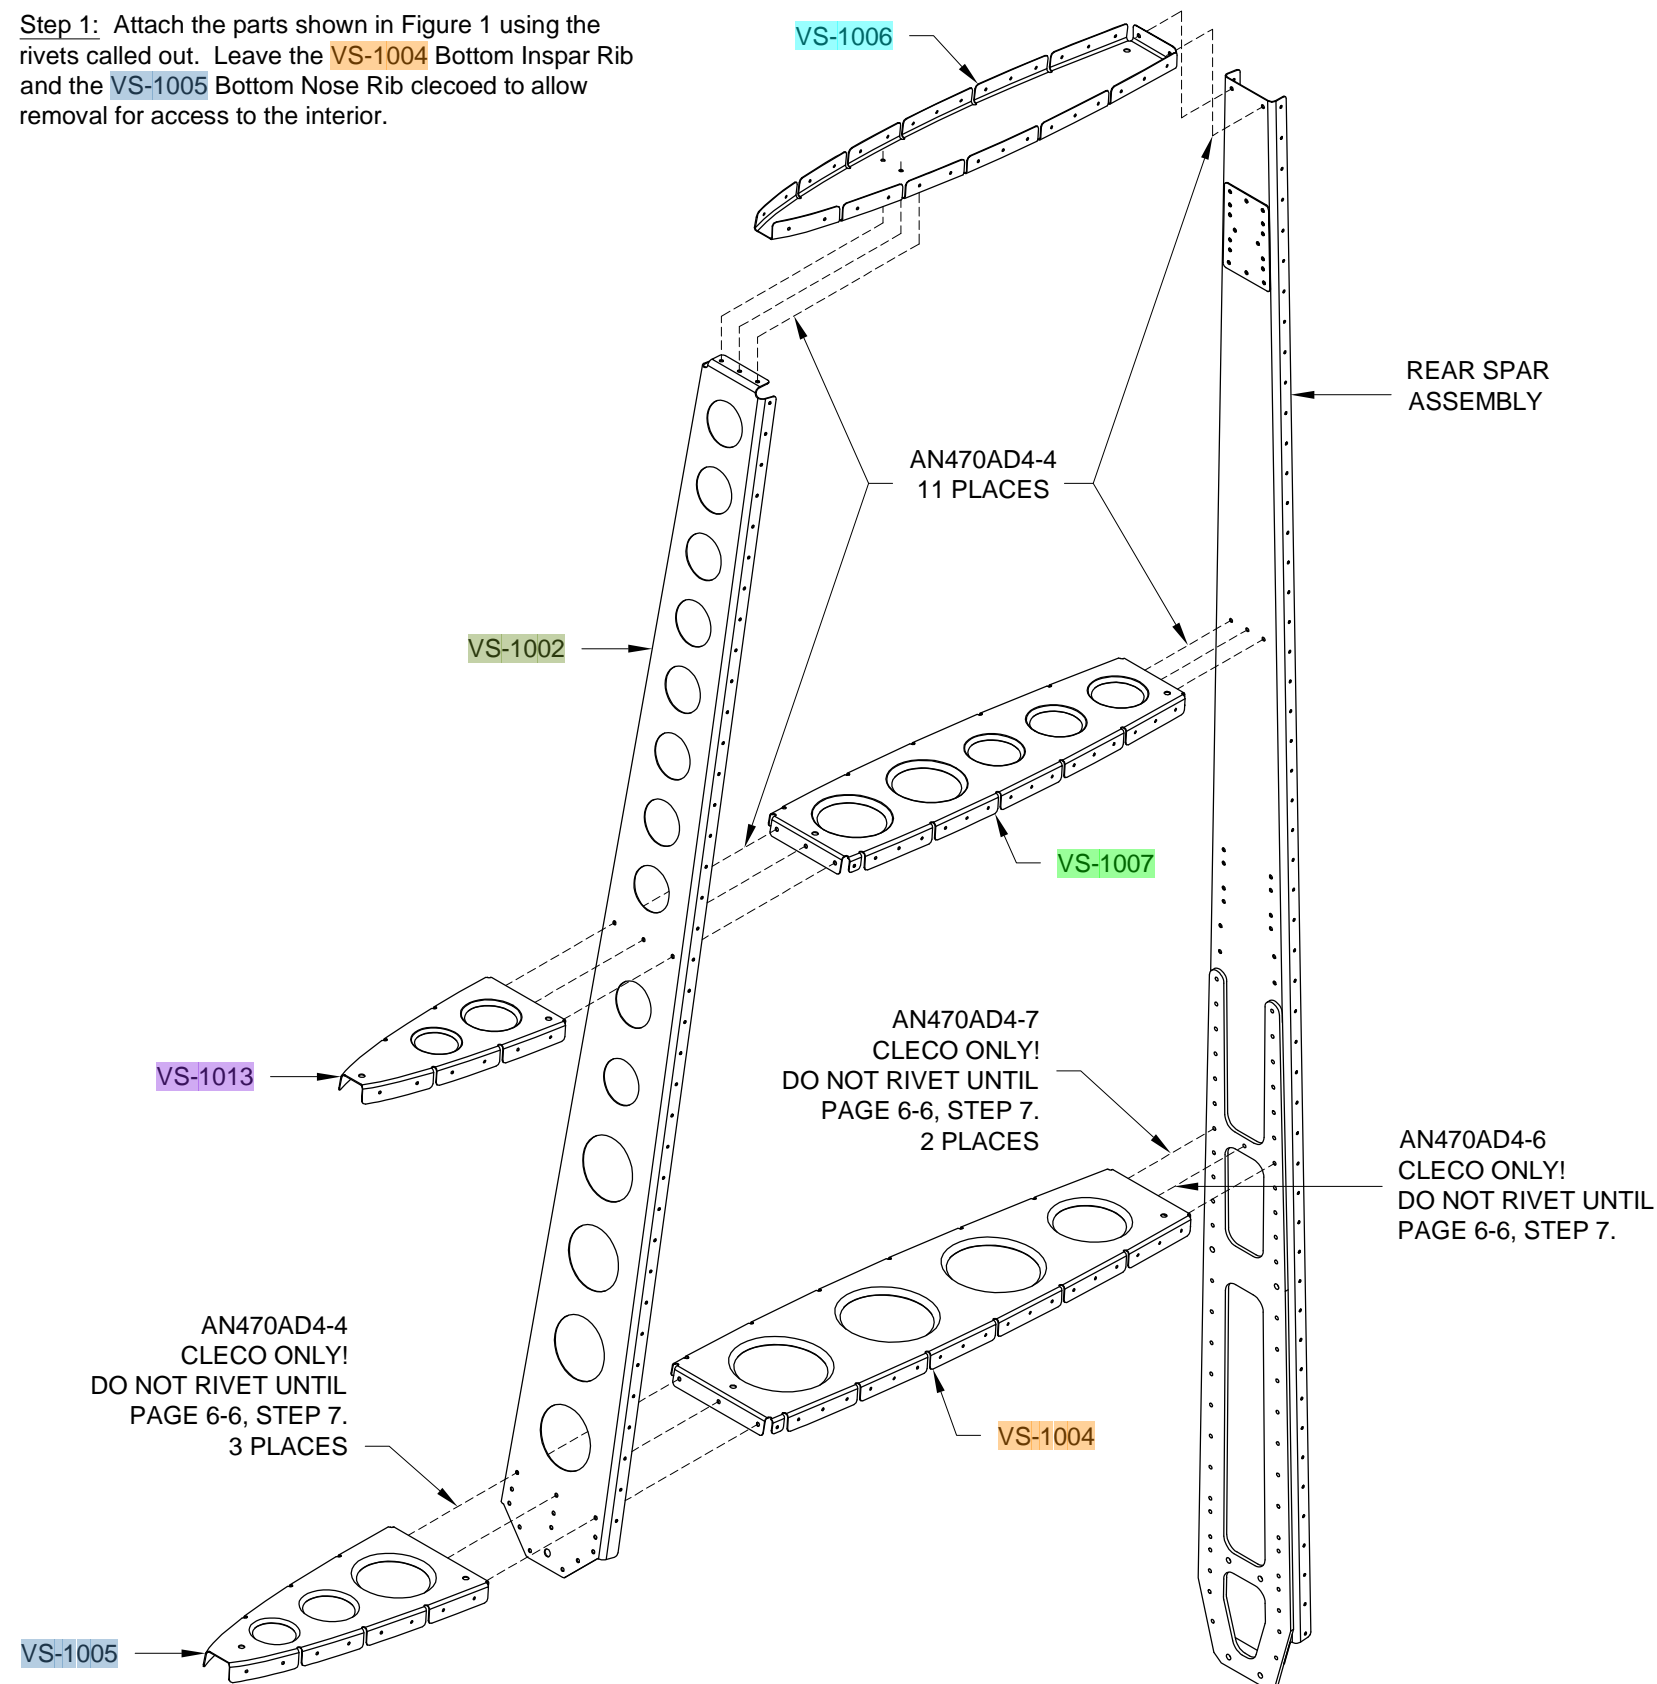 Step 1: Attach the parts shown in Figure 1 using the
rivets called out. Leave the VS-1004 Bottom Inspar Rib
and the VS-1005 Bottom Nose Rib clecoed to allow
removal for access to the interior.
VS-1006
REAR SPAR
ASSEMBLY
AN470AD4-4
11 PLACES
VS-1002
VS-1007
VS-1013
AN470AD4-7
CLECO ONLY!
DO NOT RIVET UNTIL
PAGE 6-6, STEP 7.
2 PLACES
AN470AD4-6
CLECO ONLY!
DO NOT RIVET UNTIL
PAGE 6-6, STEP 7.
AN470AD4-4
CLECO ONLY!
DO NOT RIVET UNTIL
PAGE 6-6, STEP 7.
3 PLACES
VS-1004
VS-1005